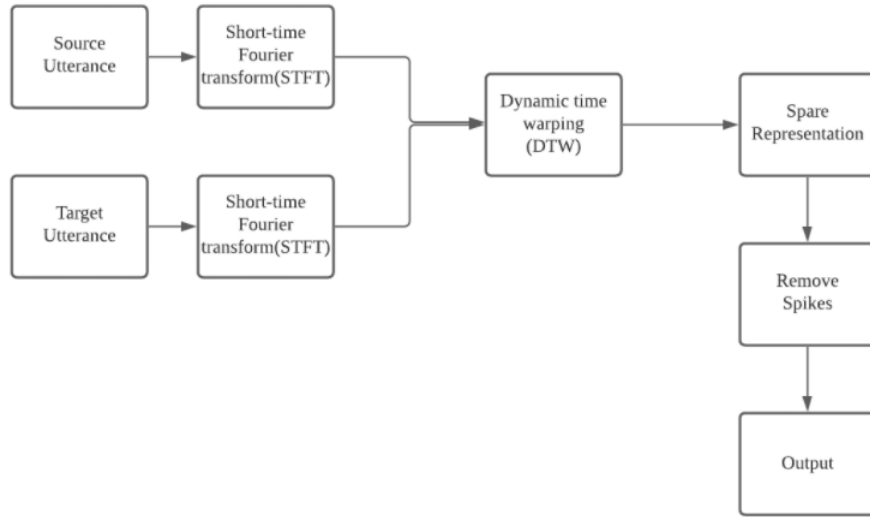 Source
Utterance
Short-time
Fourier
transform(STFT)
Dynamic time
warping
(DTW)
Spare
Representation
Target
Utterance
Short-time
Fourier
transform(STFT)
Remove
Spikes
Output